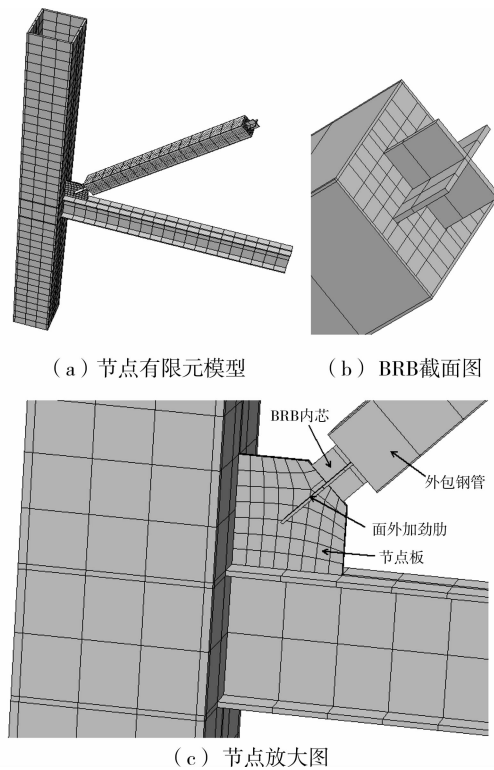 （a）节点有限元模型
（b）BRB截面图
BRB内芯
外包钢管
面外加劲肋
节点板
（c）节点放大图